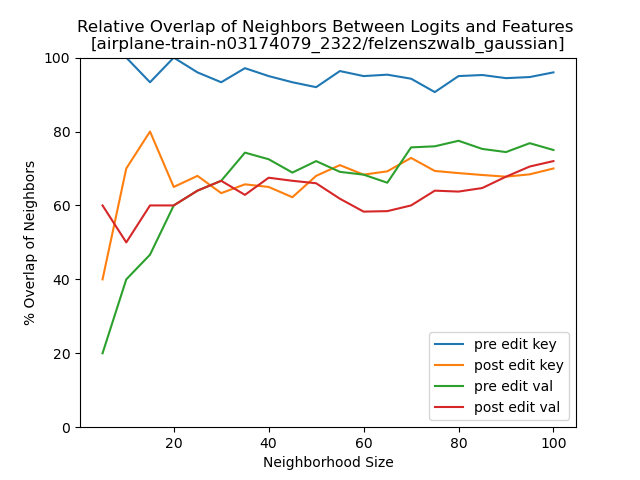 Relative Overlap of Neighbors Between Logits and Features
[airplane-train-n03174079_2322/felzenszwalb_gaussian]
100
80
60
40
20
0
% Overlap of Neighbors
20 40 60 80 100
Neighborhood Size
pre edit key
post edit key
pre edit val
post edit val